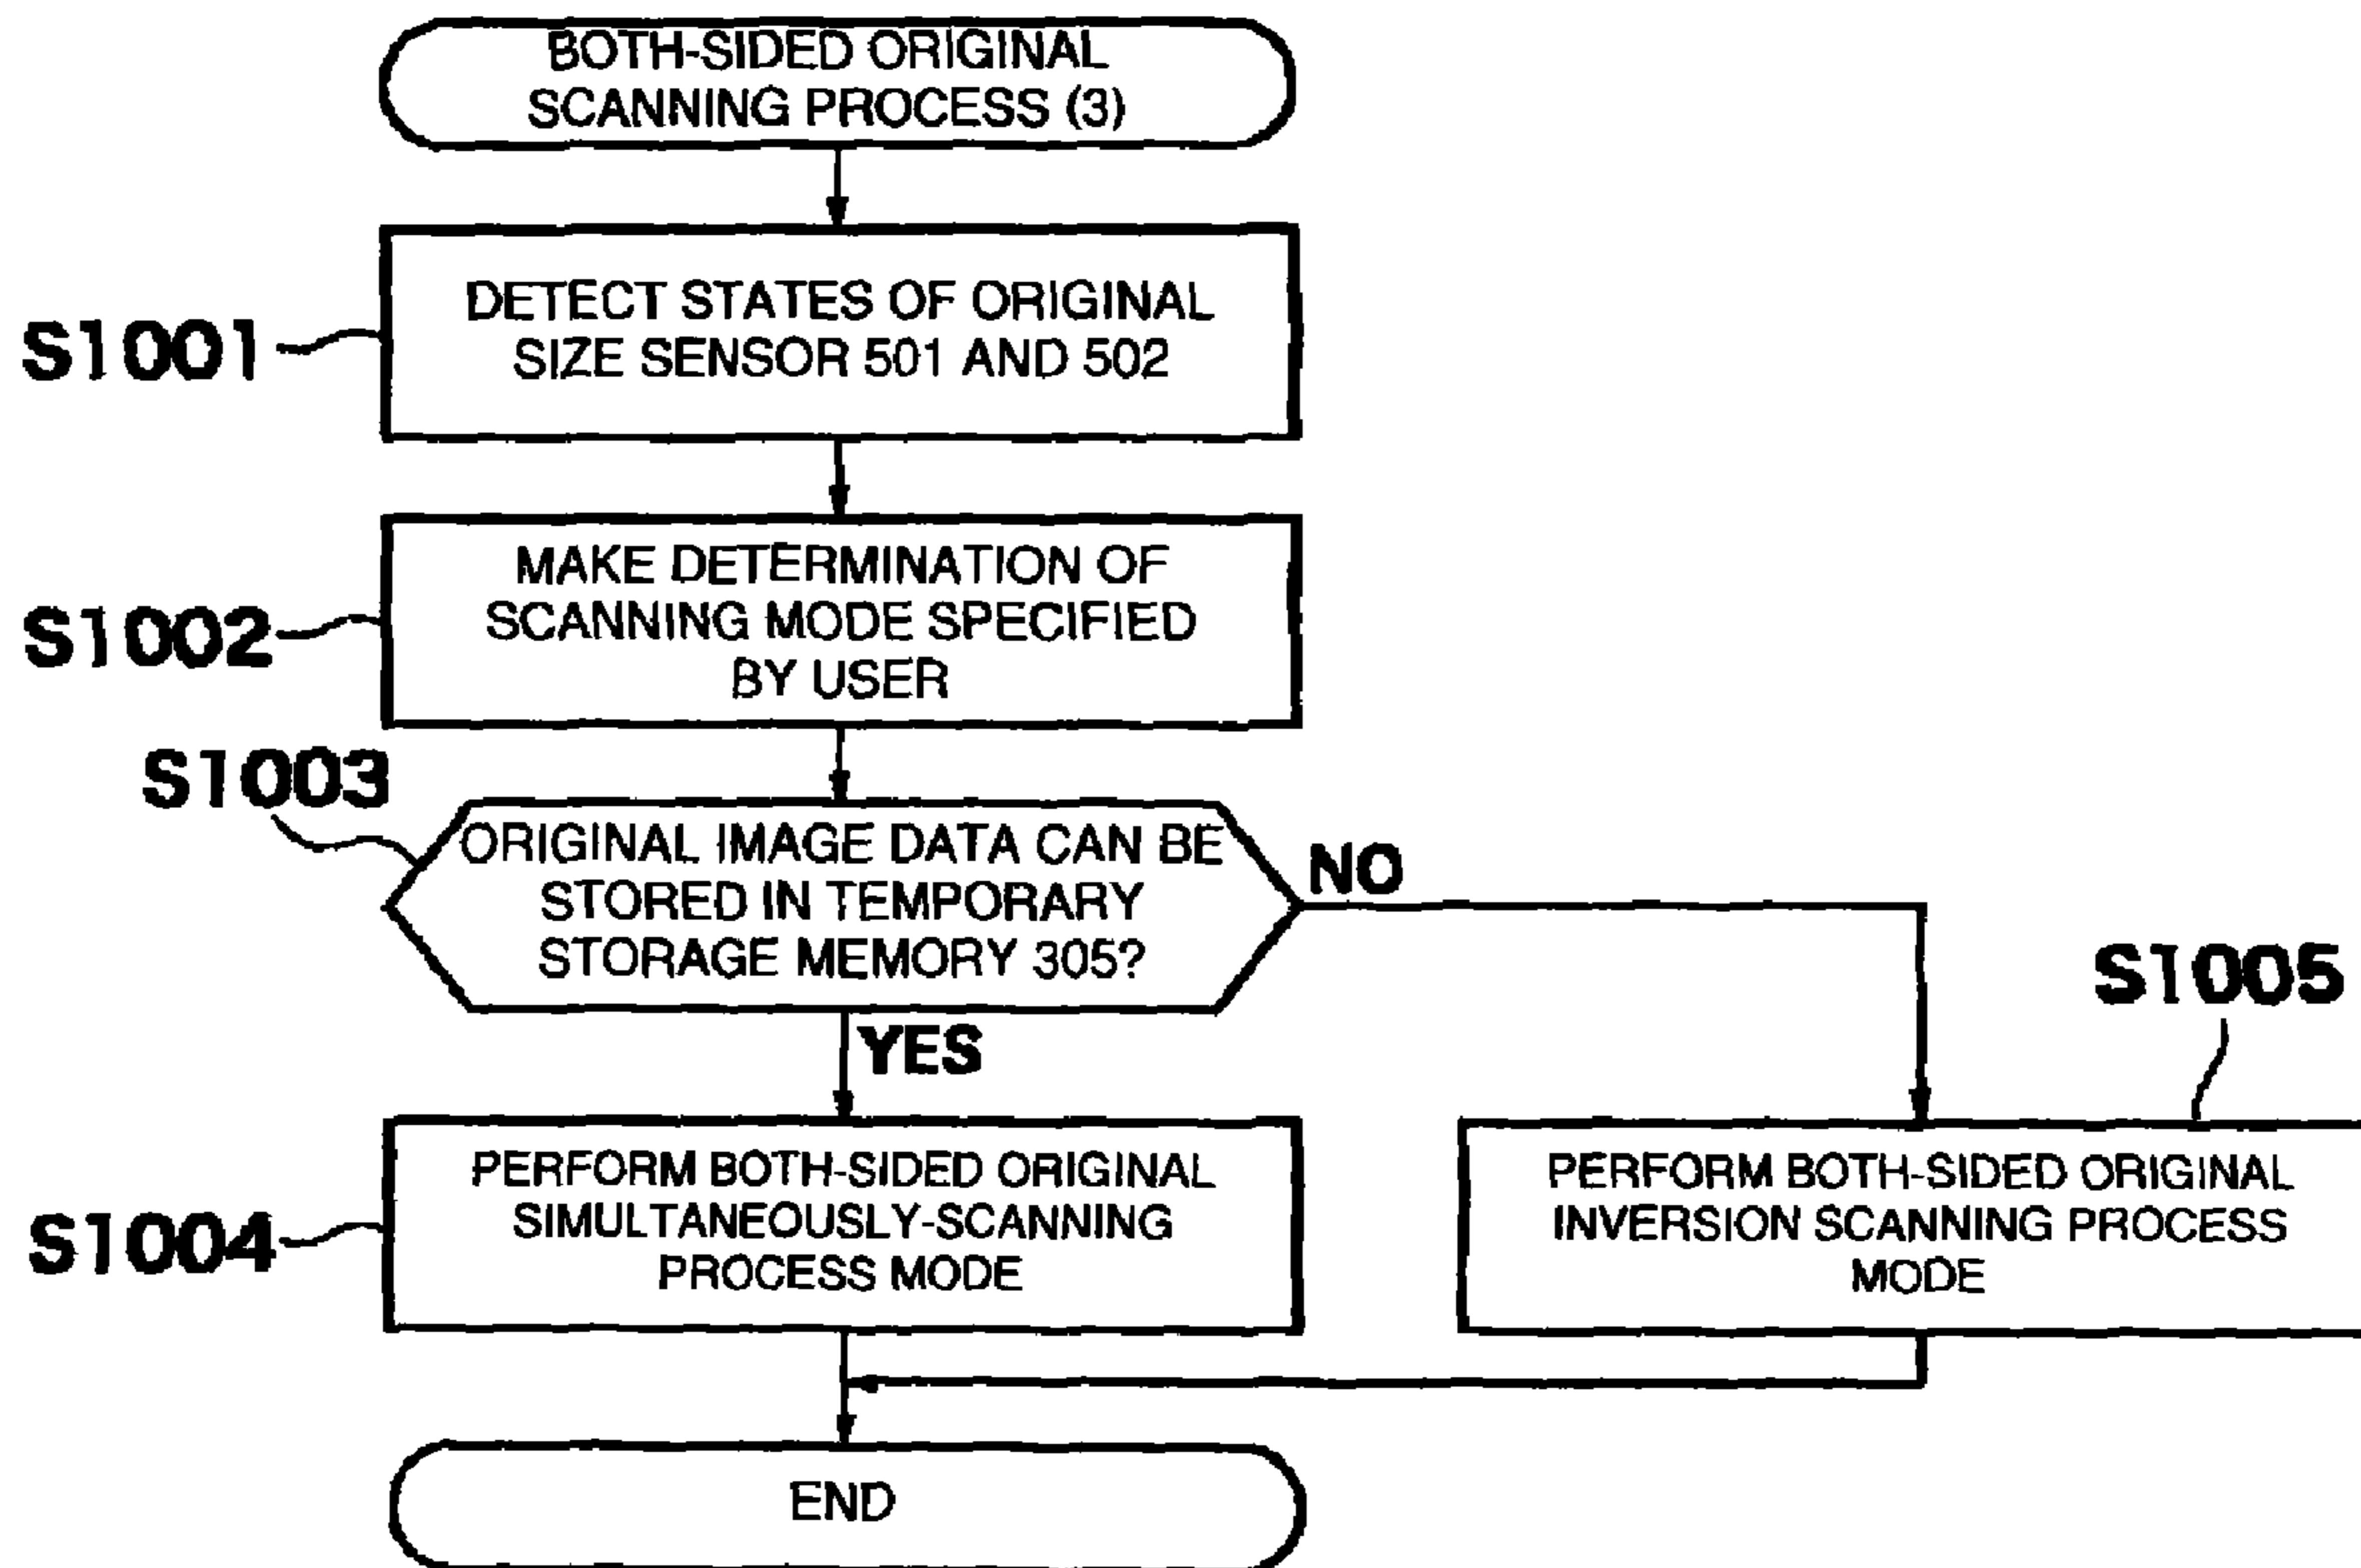 BOTH-SIDED ORIGINAL
SCANNING PROCESS (3)
DETECT STATES OF ORIGINAL
SIZE SENSOR 501 AND 502
S1001
MAKE DETERMINATION OF
SCANNING MODE SPECIFIED
BY USER
S1002
S1003
ORIGINAL IMAGE DATA CAN BE
STORED IN TEMPORARY
STORAGE MEMORY 305?
NO
YES
S1005
PERFORM BOTH-SIDED ORIGINAL
SIMULTANEOUSLY-SCANNING
PROCESS MODE
S1004
PERFORM BOTH-SIDED ORIGINAL
INVERSION SCANNING PROCESS
MODE
END